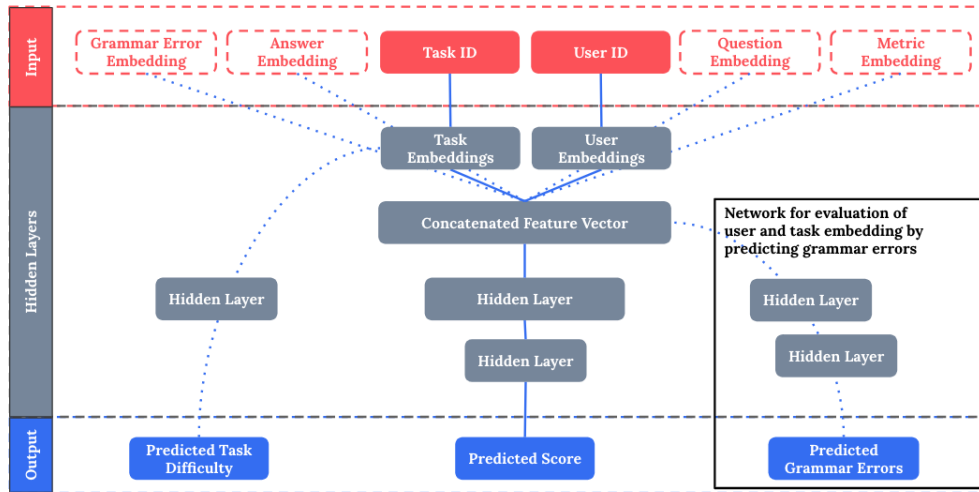 Input
Grammar Error
Embedding
Answer
Embedding
Task ID
User ID
Question
Embedding
Metric
Embedding
Hidden Layers
Task
Embeddings
User
Embeddings
Concatenated Feature Vector
Network for evaluation of
user and task embedding by
predicting grammar errors
Hidden Layer
Hidden Layer
Hidden Layer
Hidden Layer
Hidden Layer
Output
Predicted Task
Difficulty
Predicted Score
Predicted
Grammar Errors